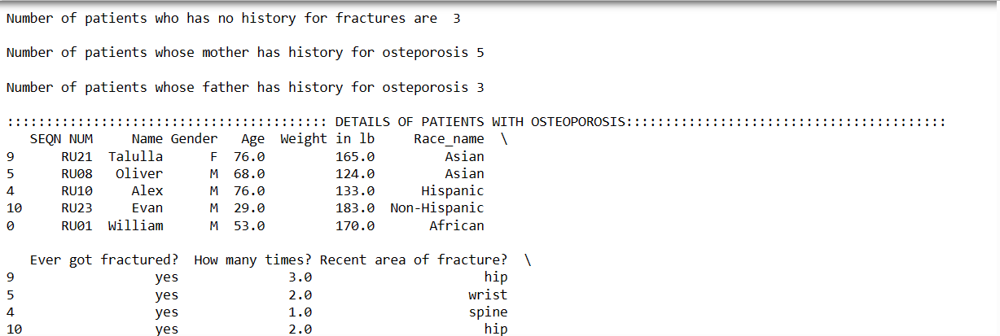 Number of patients who has no history for fractures are  3
Number of patients whose mother has history for osteporosis 5
Number of patients whose father has history for osteporosis 3
::::::::::::::::::::::::::::::::::::::::: DETAILS OF PATIENTS WITH OSTEOPOROSIS:::::::::::::::::::::::::::::::::::::::::
   SEQN NUM     Name Gender   Age  Weight in lb     Race_name  \
9      RU21  Talulla      F  76.0         165.0         Asian
5      RU08   Oliver      M  68.0         124.0         Asian
4      RU10     Alex      M  76.0         133.0      Hispanic
10     RU23     Evan      M  29.0         183.0  Non-Hispanic
0      RU01  William      M  53.0         170.0       African
   Ever got fractured?  How many times? Recent area of fracture?  \
9                  yes              3.0                      hip
5                  yes              2.0                    wrist
4                  yes              1.0                    spine
10                 yes              2.0                      hip